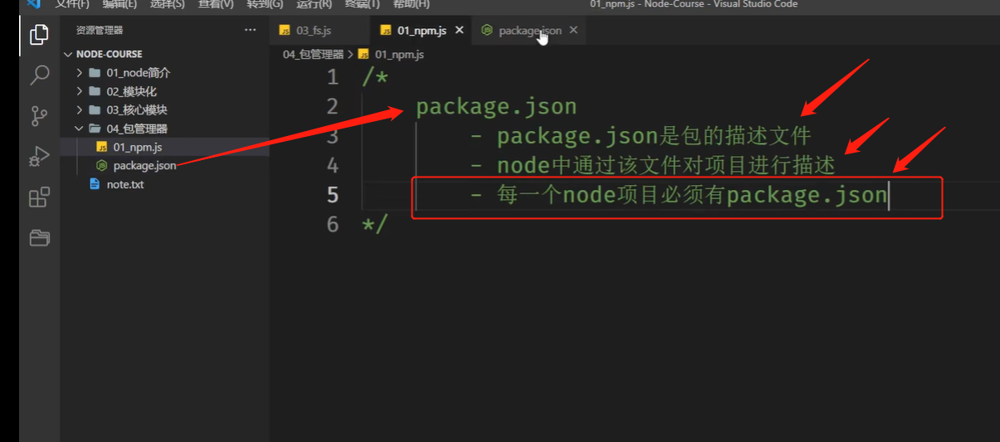 文件(F) 编辑(E) 选择(S) 查看(V) 转到(G) 运行(R) 终端(T) 帮助(H) 01_npm.js - Node-Course - Visual Studio Code
资源管理器 ···
03_fs.js 01_npm.js package.json
NODE-COURSE
01_node简介
02_模块化
03_核心模块
04_包管理器
01_npm.js
package.json
note.txt
04_包管理器 > 01_npm.js
1 /*
2 package.json
3 - package.json是包的描述文件
4 - node中通过该文件对项目进行描述
5 - 每一个node项目必须有package.json
6 */